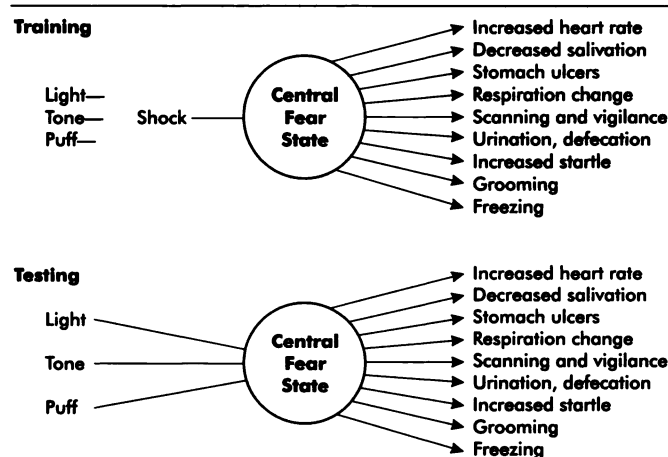 Training
Increased heart rate
Decreased salivation
Stomach ulcers
Light—
Respiration change
Tone—
Shock
Central Fear State
Scanning and vigilance
Puff—
Urination, defecation
Increased startle
Grooming
Freezing
Testing
Increased heart rate
Decreased salivation
Light
Stomach ulcers
Respiration change
Tone
Central Fear State
Scanning and vigilance
Urination, defecation
Puff
Increased startle
Grooming
Freezing